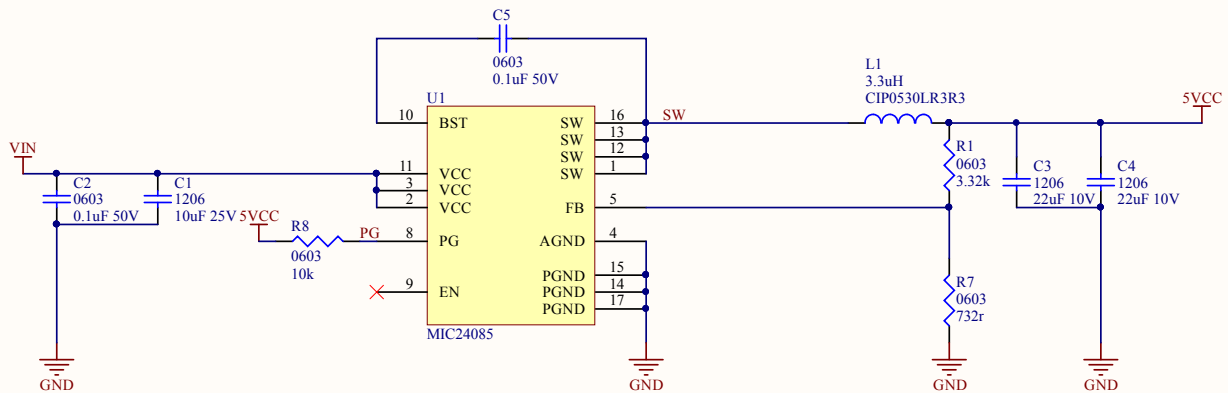 C5
0603
0.1uF 50V
U1
10
BST
SW
16
SW
SW
13
SW
12
SW
1
VIN
11
VCC
3
VCC
2
VCC
FB
5
C2
0603
0.1uF 50V
C1
1206
10uF 25V
5VCC
R8
0603
10k
PG
8
PG
AGND
4
9
EN
PGND
15
PGND
14
PGND
17
MIC24085
L1
3.3uH
CIP0530LR3R3
5VCC
R1
0603
3.32k
C3
1206
22uF 10V
C4
1206
22uF 10V
R7
0603
732r
GND
GND
GND
GND